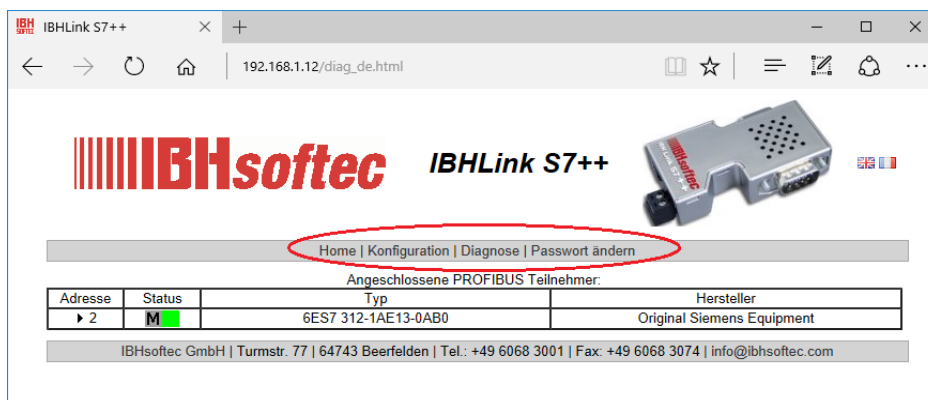 IBH SOFTEC IBHLink S7++
192.168.1.12/diag_de.html
IBHsoftec IBHLink S7++
Home | Konfiguration | Diagnose | Passwort ändern
Angeschlossene PROFIBUS Teilnehmer:
Adresse Status Typ Hersteller
2 M 6ES7 312-1AE13-0AB0 Original Siemens Equipment
IBHsoftec GmbH | Turmstr. 77 | 64743 Beerfelden | Tel.: +49 6068 3001 | Fax: +49 6068 3074 | info@ibhsoftec.com